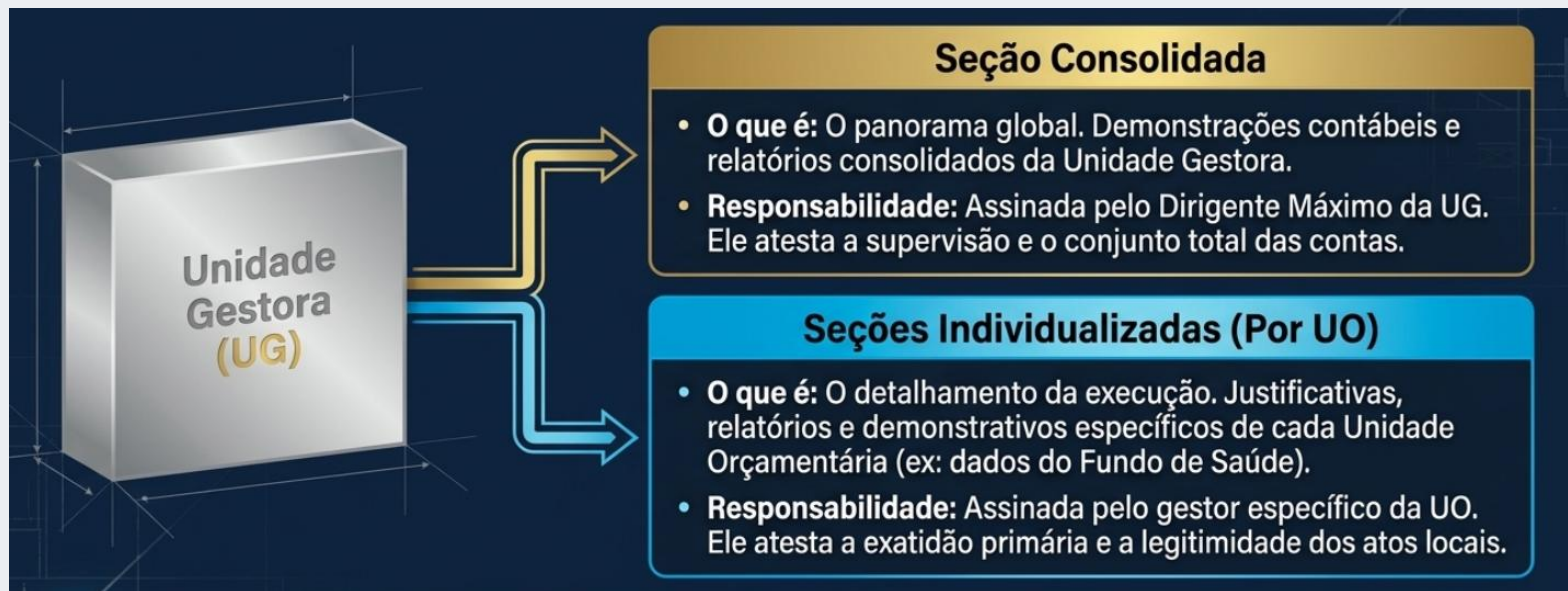 Unidade
Gestora
(UG)
Seção Consolidada
• O que é: O panorama global. Demonstrações contábeis e
relatórios consolidados da Unidade Gestora.
• Responsabilidade: Assinada pelo Dirigente Máximo da UG.
Ele atesta a supervisão e o conjunto total das contas.
Seções Individualizadas (Por UO)
• O que é: O detalhamento da execução. Justificativas,
relatórios e demonstrativos específicos de cada Unidade
Orçamentária (ex: dados do Fundo de Saúde).
• Responsabilidade: Assinada pelo gestor específico da UO.
Ele atesta a exatidão primária e a legitimidade dos atos locais.